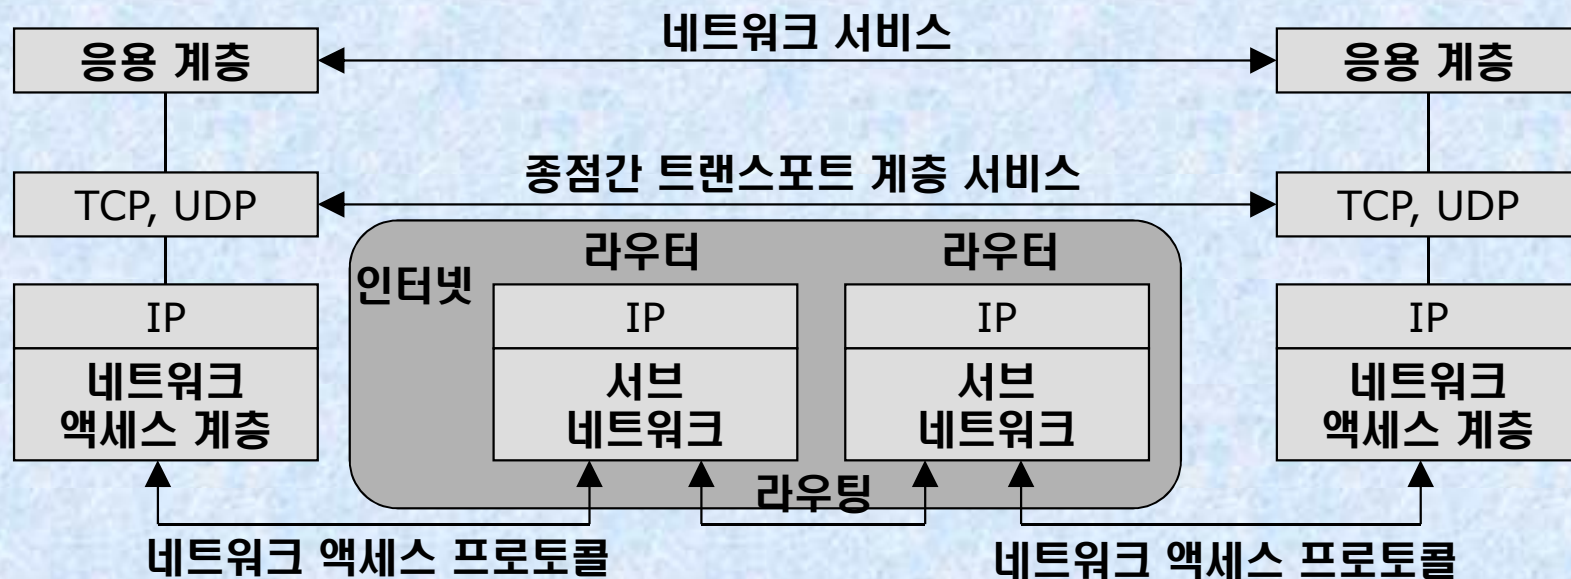 네트워크 서비스
응용 계층
응용 계층
종점간 트랜스포트 계층 서비스
TCP, UDP
TCP, UDP
라우터
라우터
인터넷
IP
IP
IP
IP
네트워크
액세스 계층
서브
네트워크
서브
네트워크
네트워크
액세스 계층
라우팅
네트워크 액세스 프로토콜
네트워크 액세스 프로토콜